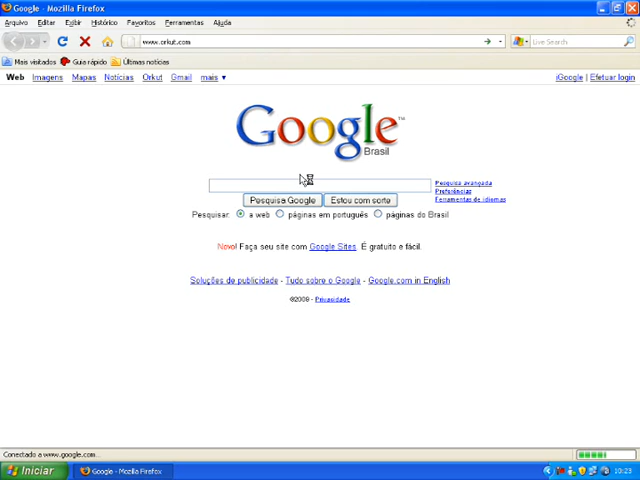 Google - Mozilla Firefox
Arquivo Editar Exibir Histórico Favoritos Ferramentas Ajuda
www.orkut.com Live Search
Mais visitados Guia rápido Últimas notícias
Web Imagens Mapas Notícias Orkut Gmail mais ▼ iGoogle | Efetuar login
Google™
Brasil
Pesquisa avançada
Preferências
Ferramentas de idiomas
Pesquisa Google Estou com sorte
Pesquisar: a web páginas em português páginas do Brasil
Novo! Faça seu site com Google Sites. É gratuito e fácil.
Soluções de publicidade - Tudo sobre o Google - Google.com in English
©2008 - Privacidade
Conectado a www.google.com...
Iniciar Google - Mozilla Firefox 10:23